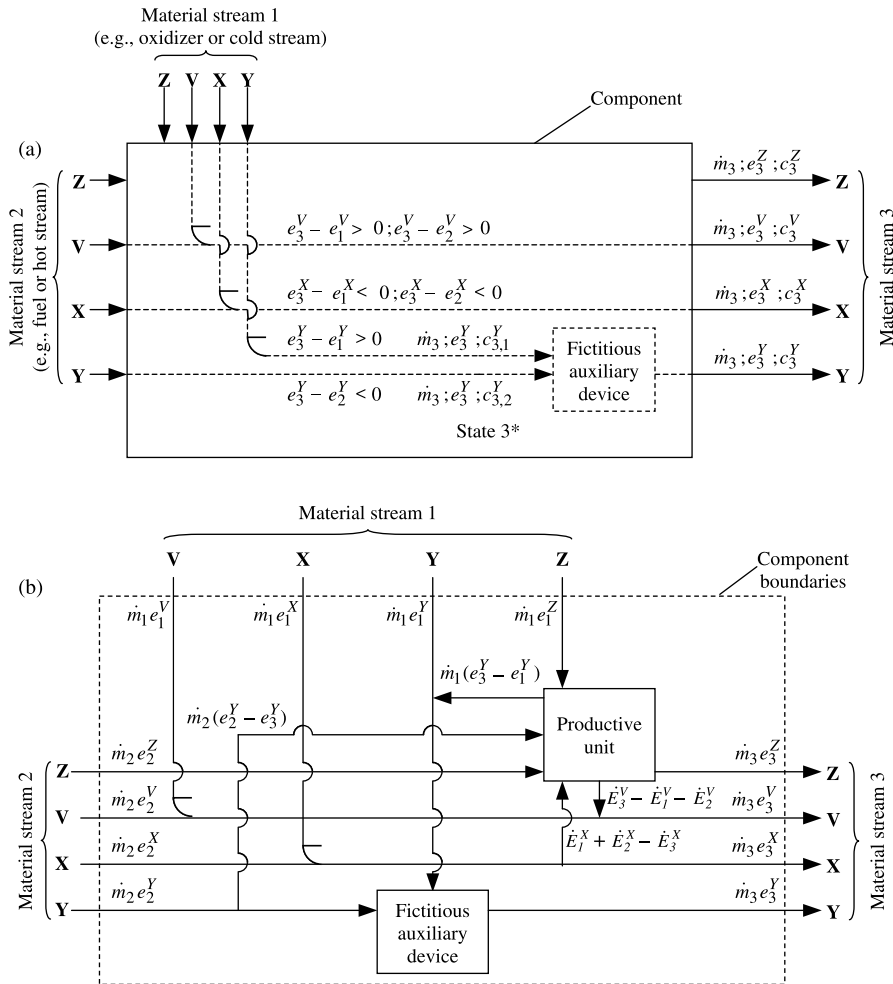 Material stream 1
(e.g., oxidizer or cold stream)
Z V X Y
Component
(a)
Material stream 2
(e.g., fuel or hot stream)
Z
ṁ₃; e₃^Z; c₃^Z
Z
V
e₃^V − e₁^V > 0; e₃^V − e₂^V > 0
ṁ₃; e₃^V; c₃^V
V
X
e₃^X − e₁^X < 0; e₃^X − e₂^X < 0
ṁ₃; e₃^X; c₃^X
X
e₃^Y − e₁^Y > 0 ṁ₃; e₃^Y; c₃,₁^Y
Fictitious
auxiliary
device
Y
e₃^Y − e₂^Y < 0 ṁ₃; e₃^Y; c₃,₂^Y
ṁ₃; e₃^Y; c₃^Y
Y
Material stream 3
State 3*
Material stream 1
V X Y Z
Component
boundaries
(b)
ṁ₁e₁^V ṁ₁e₁^X ṁ₁e₁^Y ṁ₁e₁^Z
ṁ₁(e₃^Y − e₁^Y)
ṁ₂(e₂^Y − e₃^Y)
Productive
unit
Material stream 2
Z
ṁ₂e₂^Z
ṁ₃e₃^Z
Z
V
ṁ₂e₂^V
Ė₃^V − Ė₁^V − Ė₂^V
ṁ₃e₃^V
V
X
ṁ₂e₂^X
Ė₁^X + Ė₂^X − Ė₃^X
ṁ₃e₃^X
X
Y
ṁ₂e₂^Y
Fictitious
auxiliary
device
ṁ₃e₃^Y
Y
Material stream 3